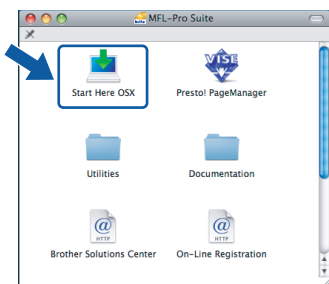 MFL-Pro Suite
VISE
Start Here OSX
Presto! PageManager
Utilities
Documentation
@
HTTP
@
HTTP
Brother Solutions Center
On-Line Registration